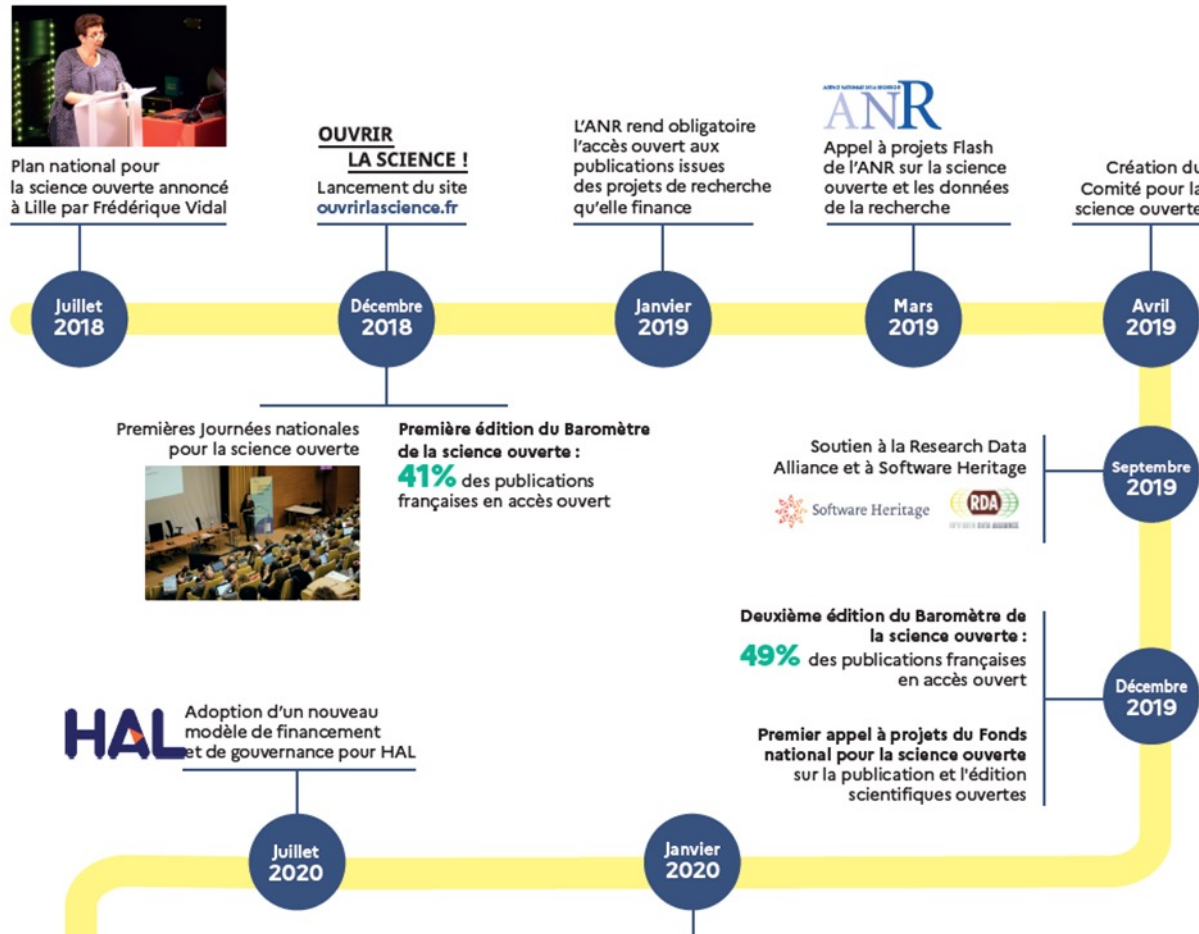 Plan national pour
la science ouverte annoncé
à Lille par Frédérique Vidal
OUVRIR
LA SCIENCE !
Lancement du site
ouvrirlascience.fr
L'ANR rend obligatoire
l'accès ouvert aux
publications issues
des projets de recherche
qu'elle finance
AGENCE NATIONALE DE LA RECHERCHE
ANR
Appel à projets Flash
de l'ANR sur la science
ouverte et les données
de la recherche
Création du
Comité pour la
science ouverte
Juillet
2018
Décembre
2018
Janvier
2019
Mars
2019
Avril
2019
Premières Journées nationales
pour la science ouverte
Première édition du Baromètre
de la science ouverte :
41% des publications
françaises en accès ouvert
Soutien à la Research Data
Alliance et à Software Heritage
Software Heritage
RDA
RESEARCH DATA ALLIANCE
Septembre
2019
Deuxième édition du Baromètre de
la science ouverte :
49% des publications françaises
en accès ouvert
Premier appel à projets du Fonds
national pour la science ouverte
sur la publication et l'édition
scientifiques ouvertes
Décembre
2019
HAL
Adoption d'un nouveau
modèle de financement
et de gouvernance pour HAL
Juillet
2020
Janvier
2020